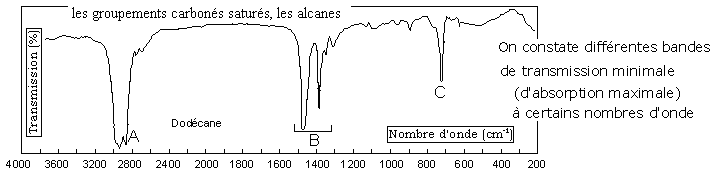 les groupements carbonés saturés, les alcanes
Transmission (%)
On constate différentes bandes
de transmission minimale
(d'absorption maximale)
à certains nombres d'onde
A
Dodécane
B
C
Nombre d'onde (cm-1)
4000 3600 3200 2800 2400 2000 1800 1600 1400 1200 1000 800 600 400 200